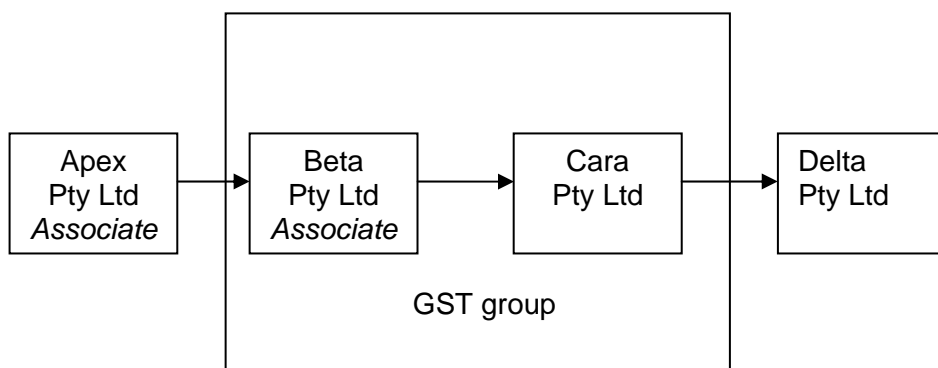 Apex
Pty Ltd
Associate
Beta
Pty Ltd
Associate
Cara
Pty Ltd
Delta
Pty Ltd
GST group